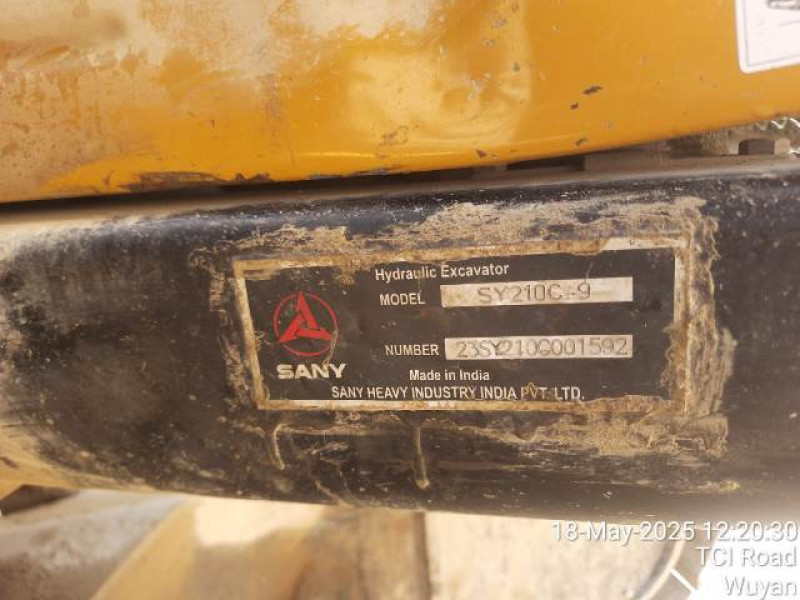 Hydraulic Excavator
MODEL SY210C-9
NUMBER 23SY210C001592
SANY
Made in India
SANY HEAVY INDUSTRY INDIA PVT. LTD.
18-May-2025 12:20:30
TCI Road
Wuyan